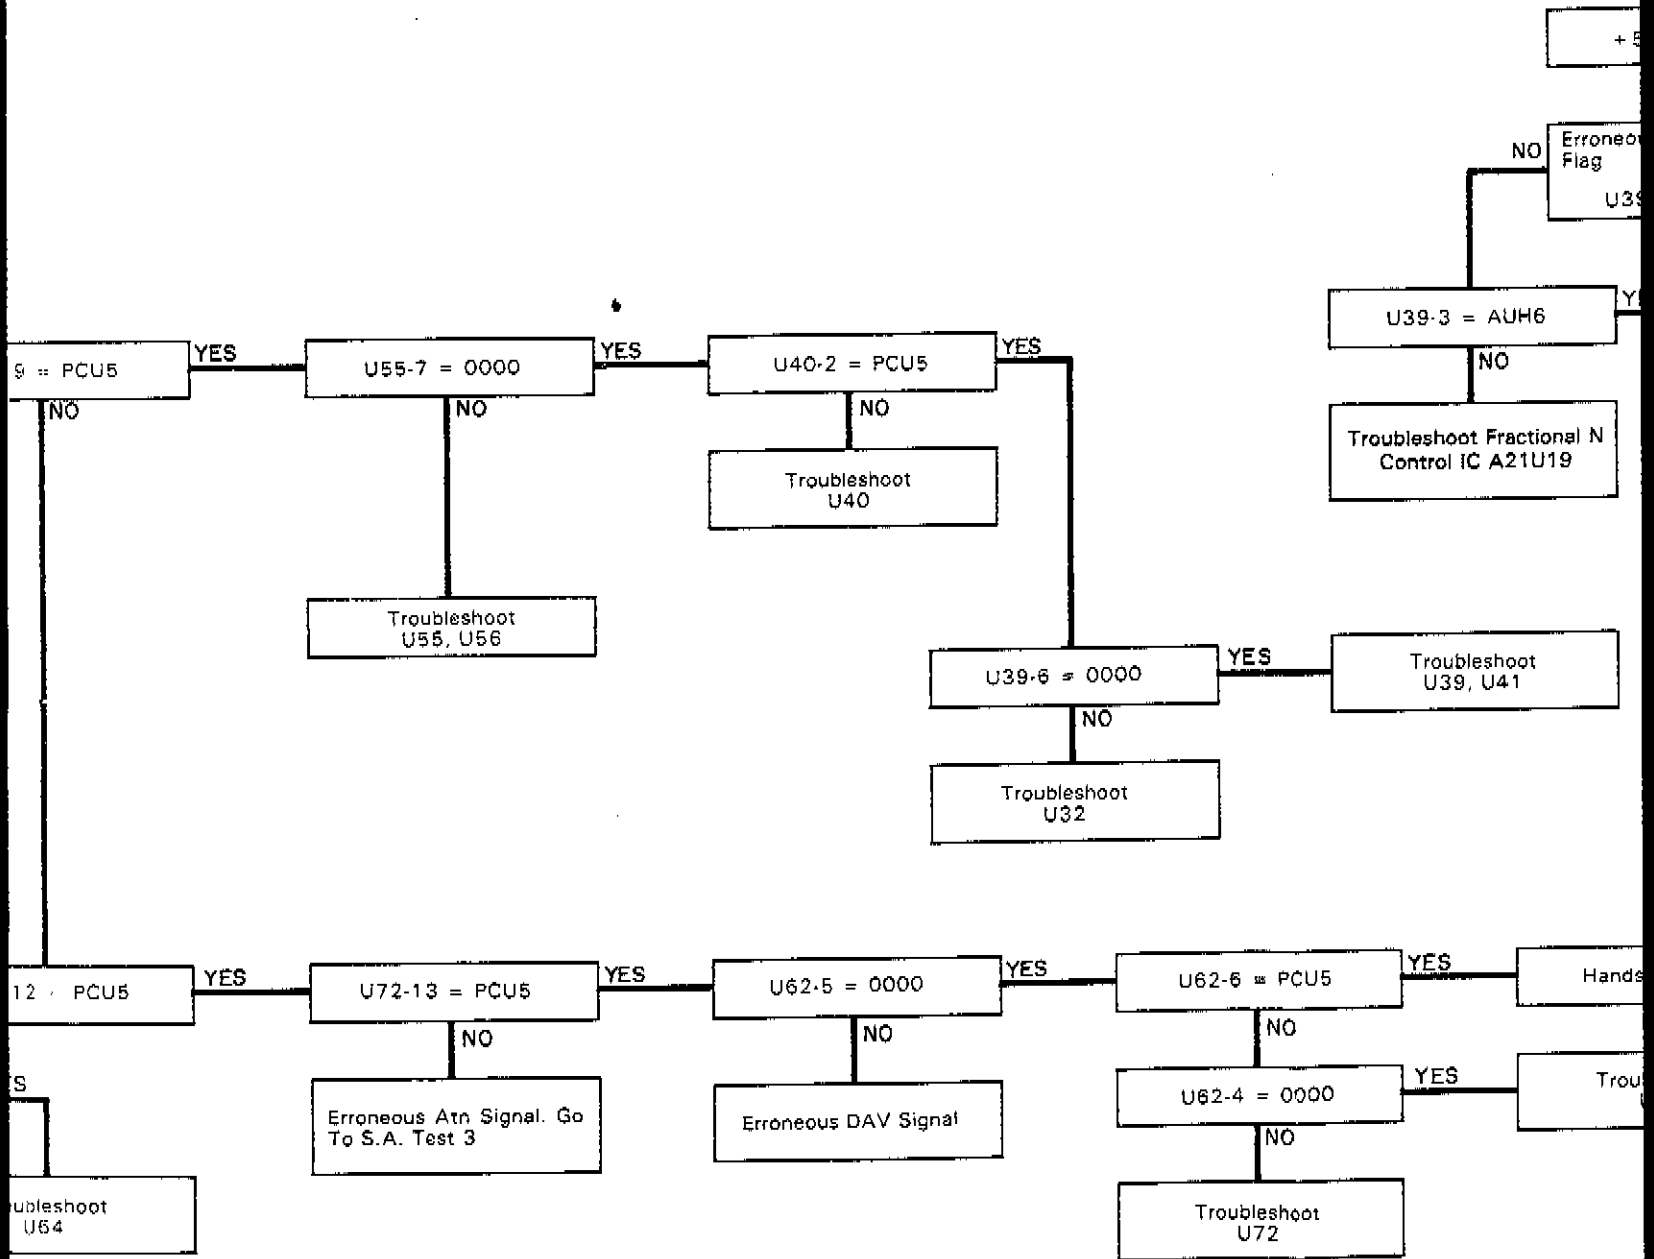 NO
Flag
U39-3 = AUH6
NO
Troubleshoot Fractional N
Control IC A21U19
9 = PCU5
YES
NO
U55-7 = 0000
YES
NO
U40-2 = PCU5
YES
NO
Troubleshoot
U40
Troubleshoot
U55, U56
U39-6 = 0000
YES
NO
Troubleshoot
U39, U41
Troubleshoot
U32
12 PCU5
YES
U72-13 = PCU5
YES
NO
U62-5 = 0000
YES
NO
U62-6 = PCU5
YES
NO
U62-4 = 0000
YES
NO
Erroneous Atn Signal. Go
To S.A. Test 3
Erroneous DAV Signal
Troubleshoot
U72
U64